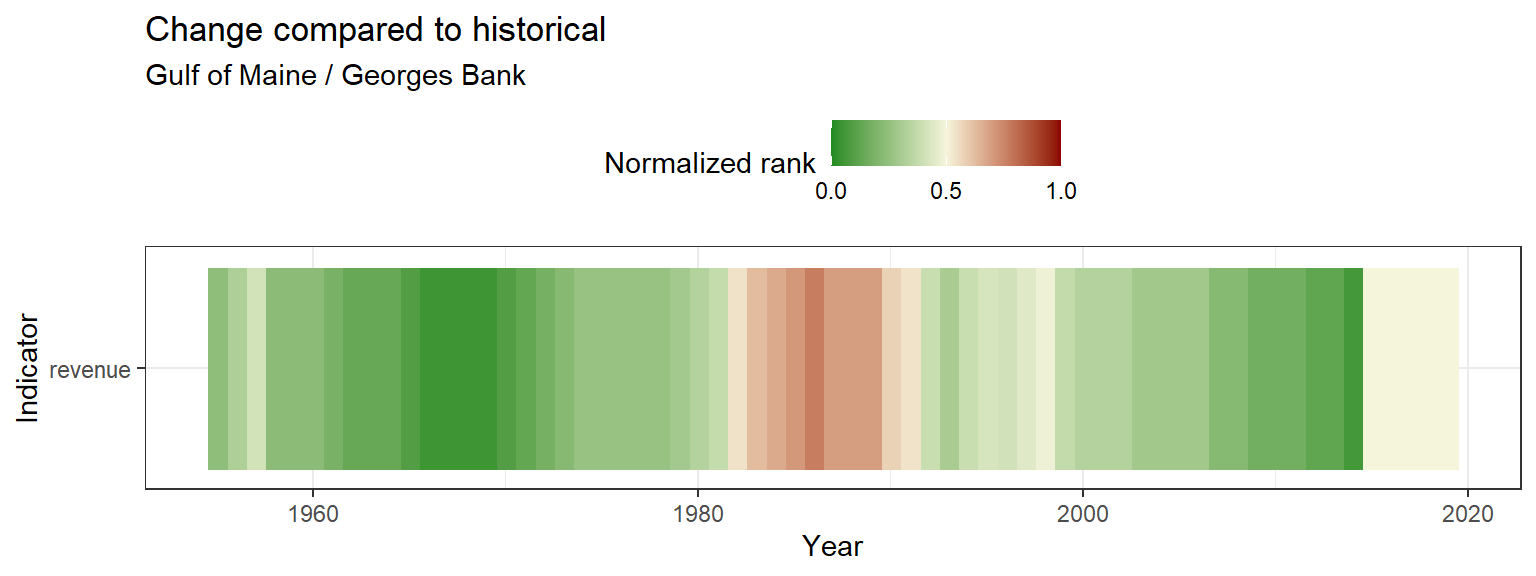 Change compared to historical
Gulf of Maine / Georges Bank
Normalized rank
0.0 0.5 1.0
Indicator
revenue
1960 1980 2000 2020
Year